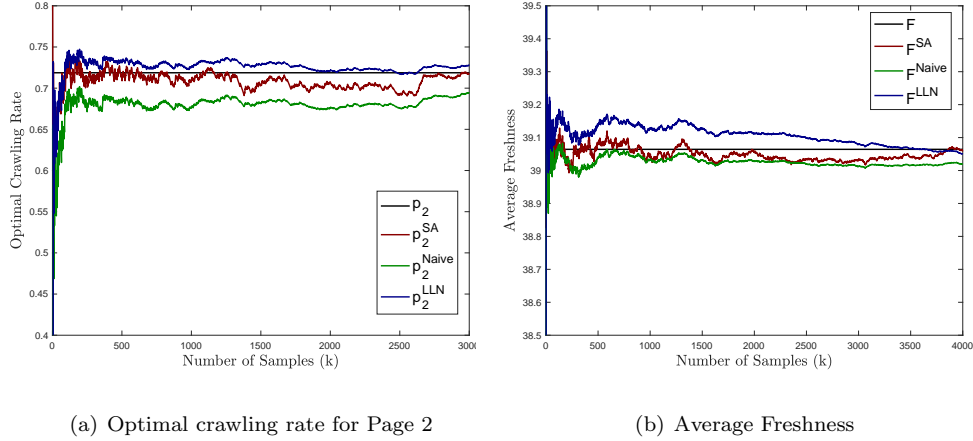 0.8
0.75
0.7
0.65
0.6
0.55
0.5
0.45
0.4
Optimal Crawling Rate
0 500 1000 1500 2000 2500 3000
Number of Samples (k)
p2
p2SA
p2Naive
p2LLN
39.5
39.4
39.3
39.2
39.1
39
38.9
38.8
38.7
38.6
38.5
Average Freshness
0 500 1000 1500 2000 2500 3000 3500 4000
Number of Samples (k)
F
FSA
FNaive
FLLN
(a) Optimal crawling rate for Page 2
(b) Average Freshness